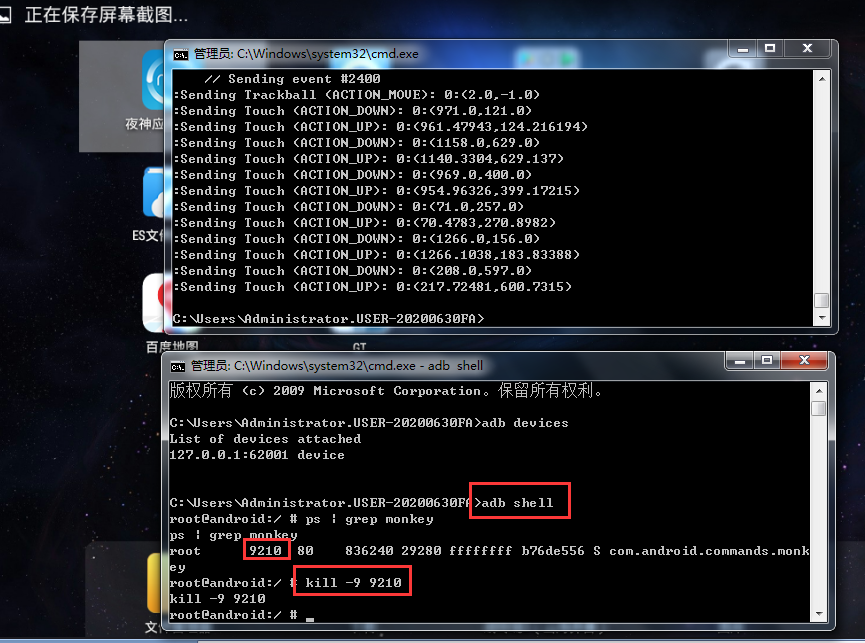 正在保存屏幕截图...
管理员: C:\Windows\system32\cmd.exe
// Sending event #2400
:Sending Trackball (ACTION_MOVE): 0:(2.0,-1.0)
:Sending Touch (ACTION_DOWN): 0:(971.0,121.0)
:Sending Touch (ACTION_UP): 0:(961.47943,124.216194)
:Sending Touch (ACTION_DOWN): 0:(1158.0,629.0)
:Sending Touch (ACTION_UP): 0:(1140.3304,629.137)
:Sending Touch (ACTION_DOWN): 0:(969.0,400.0)
:Sending Touch (ACTION_UP): 0:(954.96326,399.17215)
:Sending Touch (ACTION_DOWN): 0:(71.0,257.0)
:Sending Touch (ACTION_UP): 0:(70.4783,270.8982)
:Sending Touch (ACTION_DOWN): 0:(1266.0,156.0)
:Sending Touch (ACTION_UP): 0:(1266.1038,183.83388)
:Sending Touch (ACTION_DOWN): 0:(208.0,597.0)
:Sending Touch (ACTION_UP): 0:(217.72481,600.7315)
C:\Users\Administrator.USER-20200630FA>
夜神应
ES文件
百度地图
GT
管理员: C:\Windows\system32\cmd.exe - adb shell
版权所有 (c) 2009 Microsoft Corporation。保留所有权利。
C:\Users\Administrator.USER-20200630FA>adb devices
List of devices attached
127.0.0.1:62001 device
C:\Users\Administrator.USER-20200630FA>adb shell
root@android:/ # ps | grep monkey
ps | grep monkey
root 9210 80 836240 29280 ffffffff b76de556 S com.android.commands.monk
ey
root@android:/ # kill -9 9210
kill -9 9210
root@android:/ # _